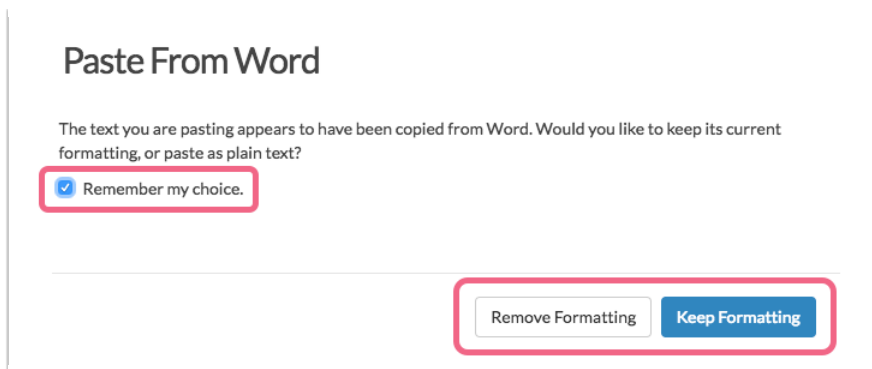 Paste From Word
The text you are pasting appears to have been copied from Word. Would you like to keep its current
formatting, or paste as plain text?
Remember my choice.
Remove Formatting
Keep Formatting